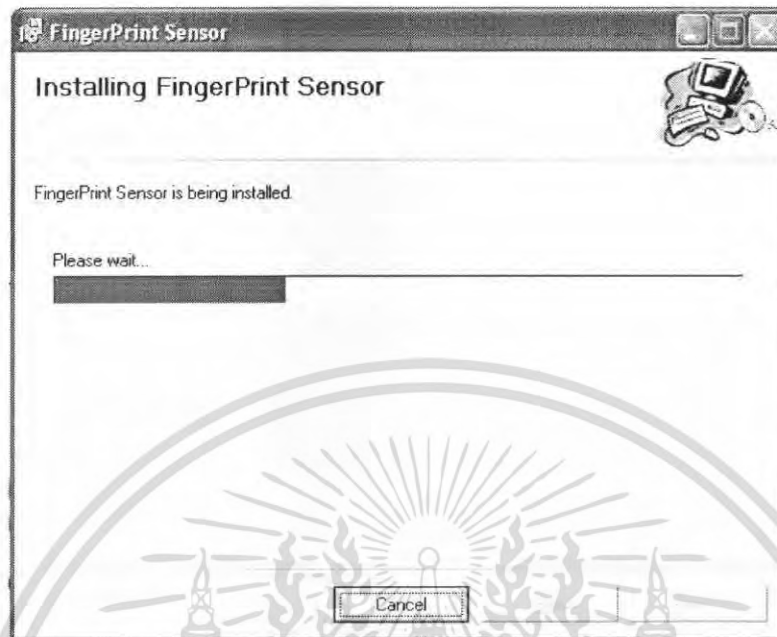 FingerPrint Sensor
Installing FingerPrint Sensor
FingerPrint Sensor is being installed.
Please wait...
Cancel